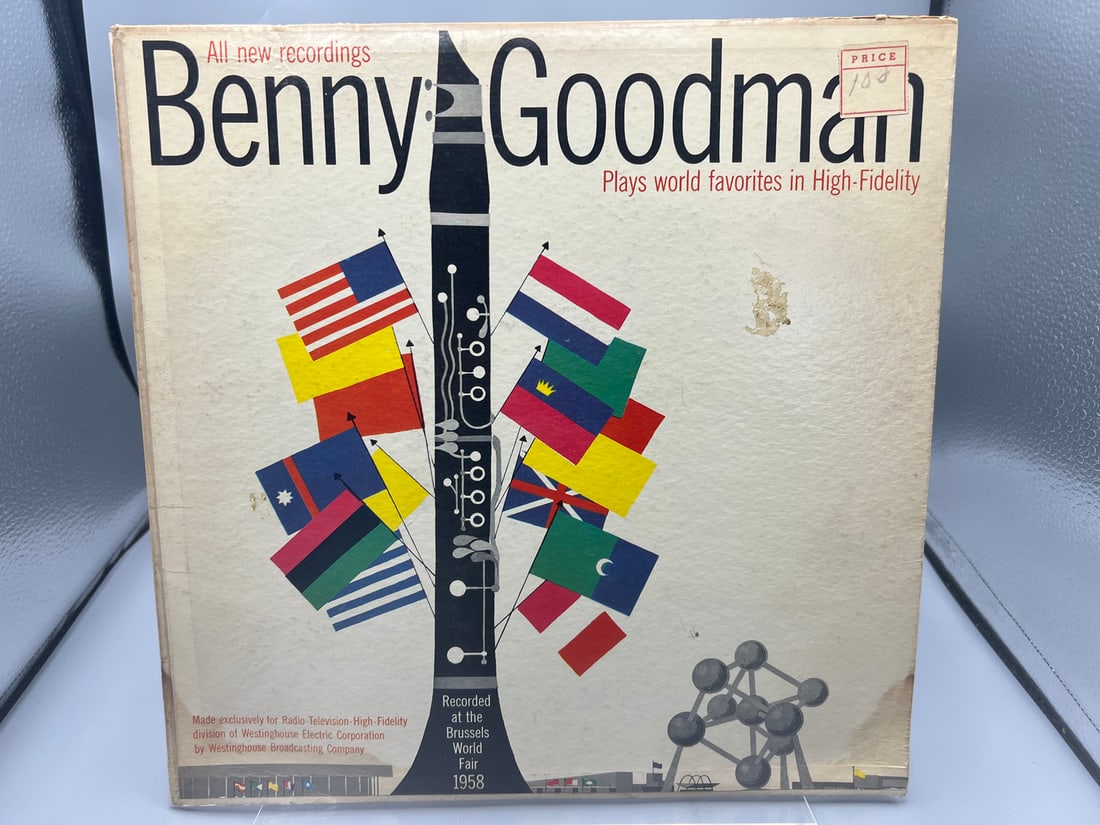 All new recordings
Benny Goodman
PRICE
Plays world favorites in High-Fidelity
Recorded
at the
Brussels
World
Fair
1958
Made exclusively for Radio-Television-High-Fidelity
division of Westinghouse Electric Corporation
by Westinghouse Broadcasting Company